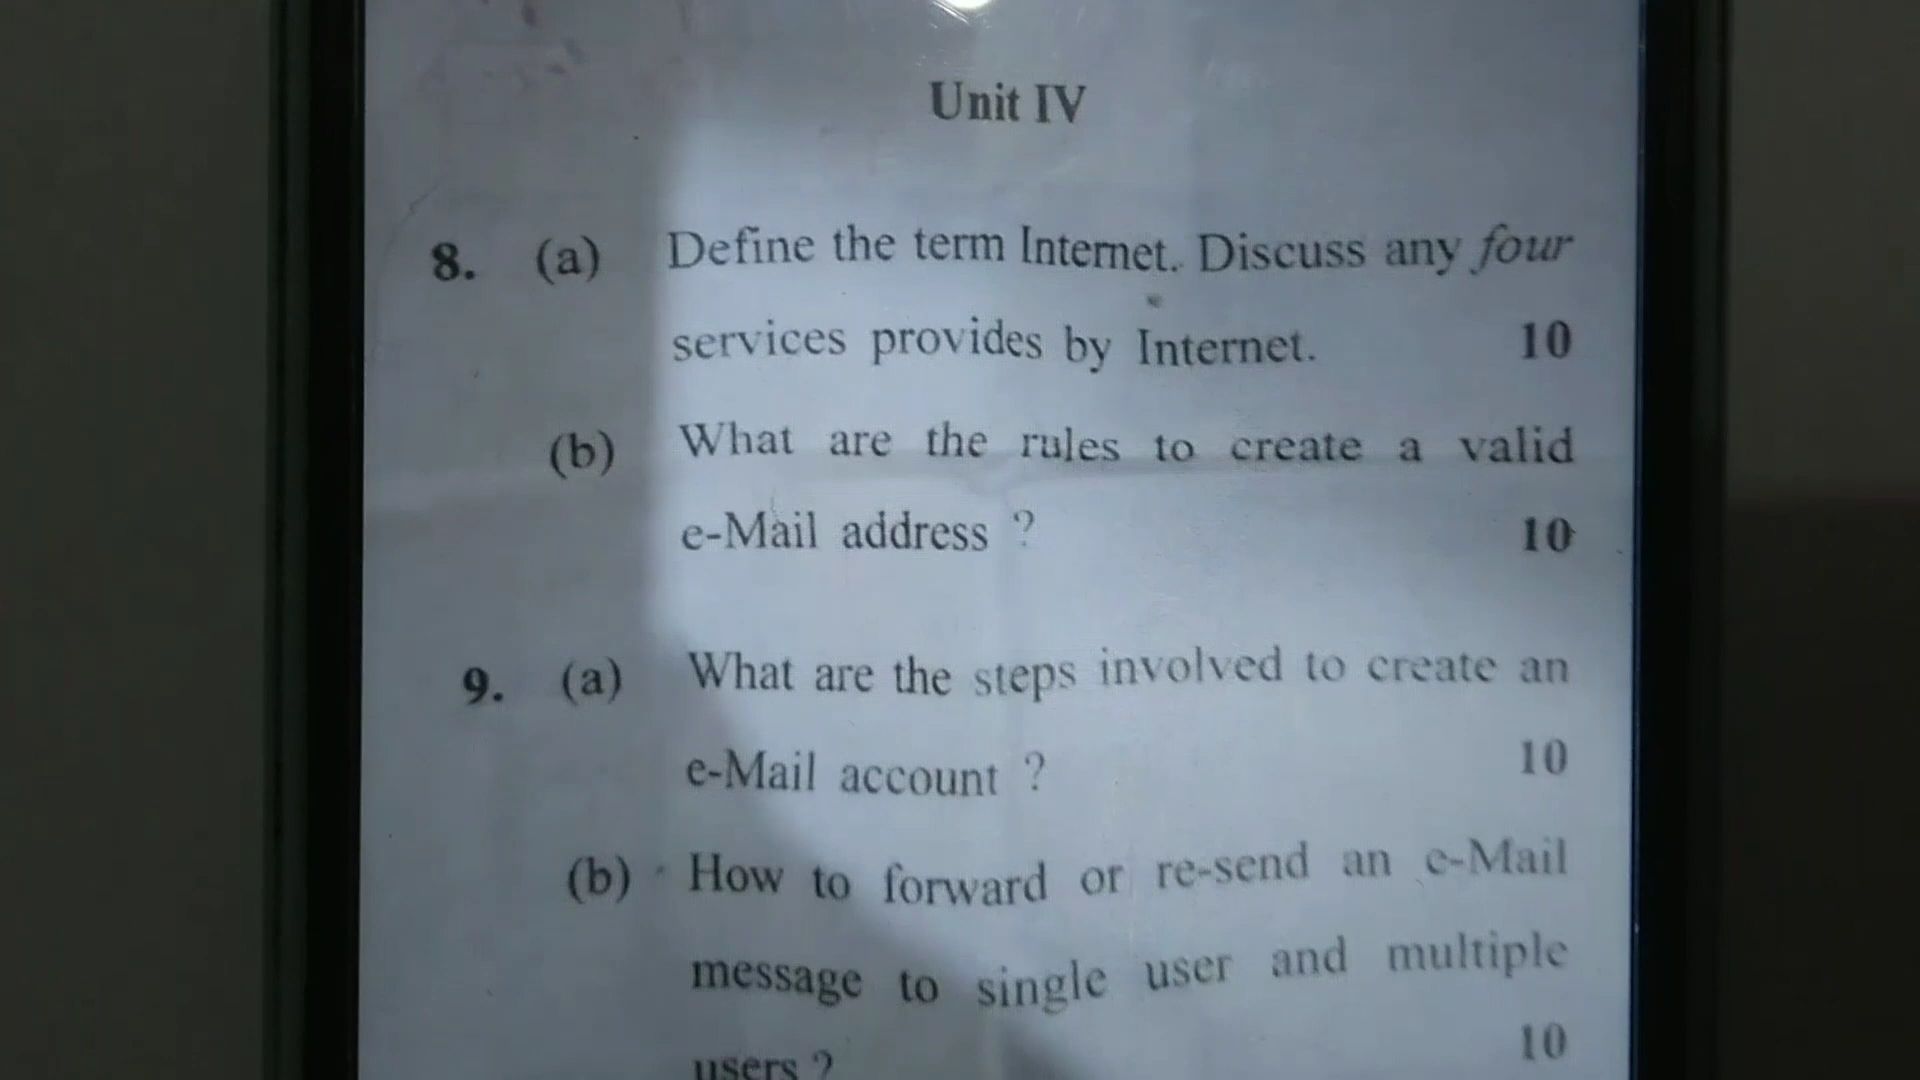 Unit IV
8. (a) Define the term Internet. Discuss any four
services provides by Internet. 10
(b) What are the rules to create a valid
e-Mail address ? 10
9. (a) What are the steps involved to create an
e-Mail account ? 10
(b) How to forward or re-send an e-Mail
message to single user and multiple
users ? 10